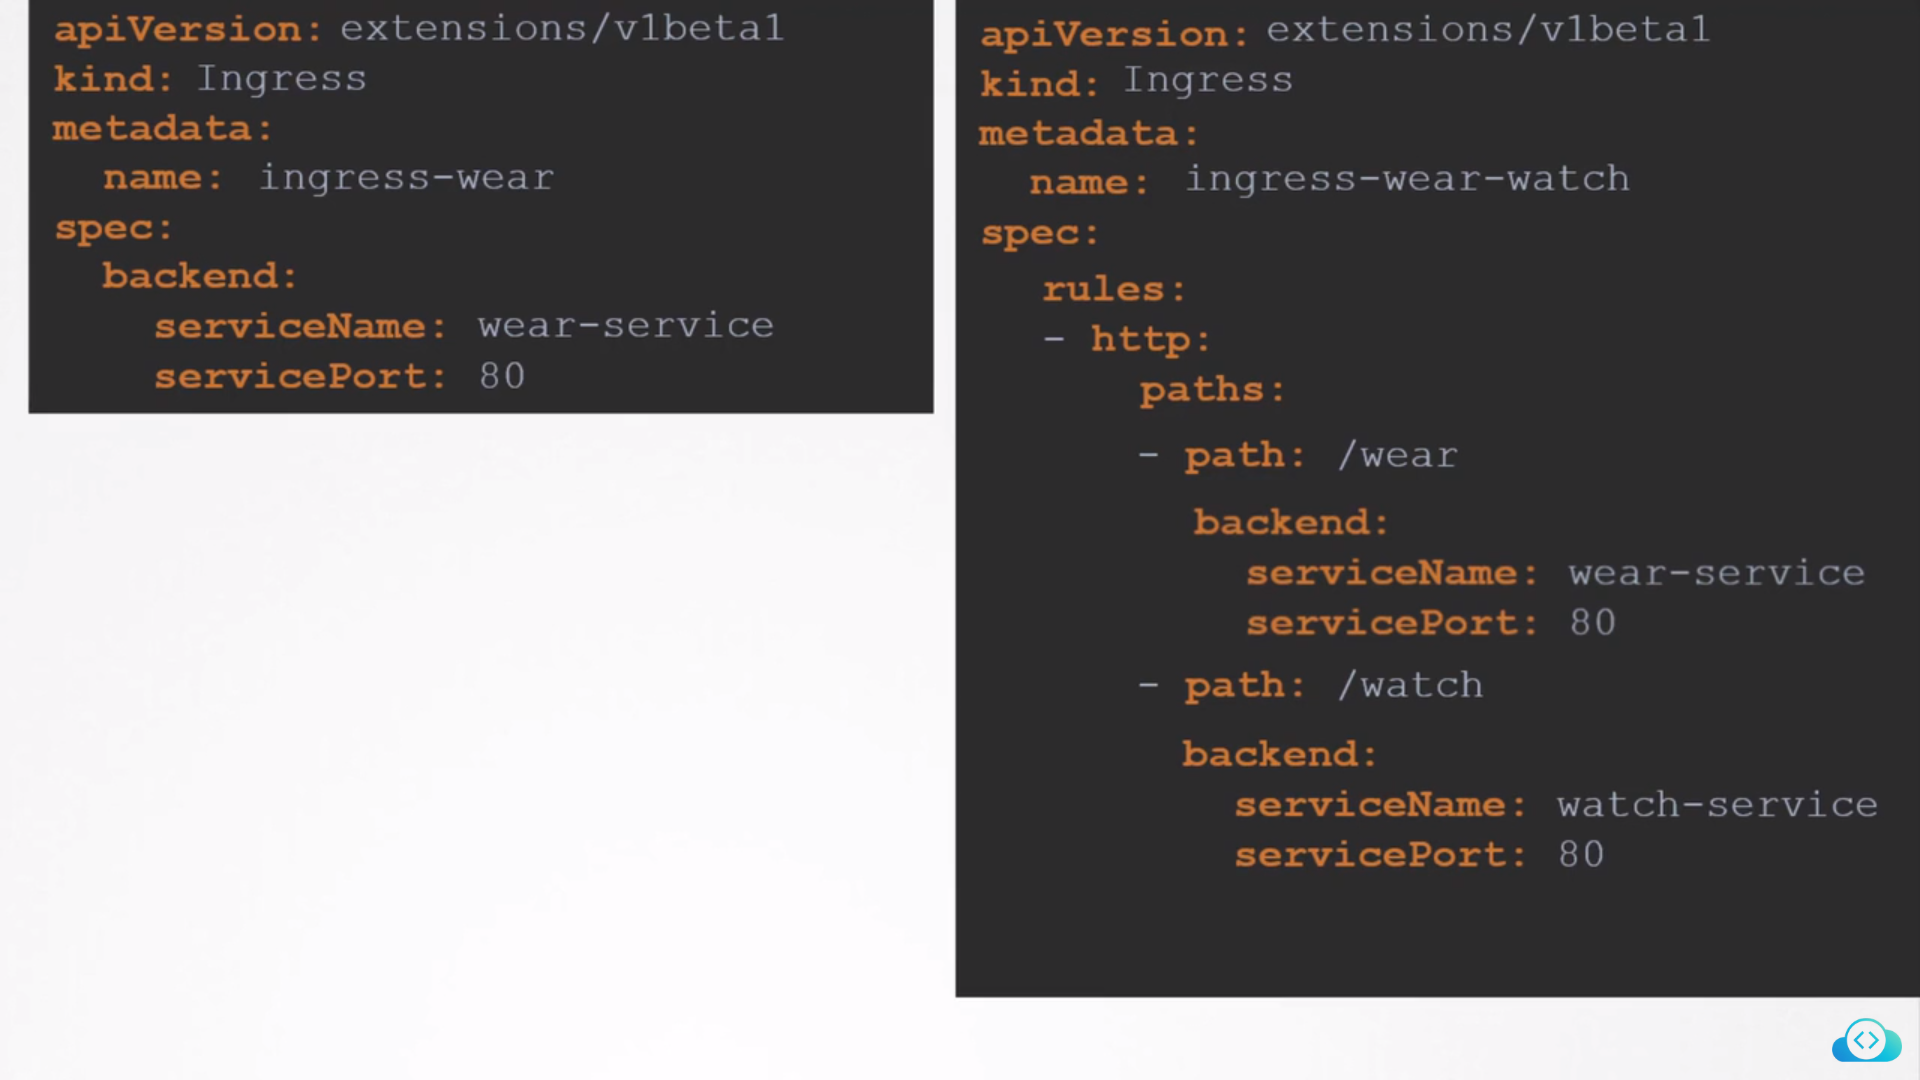 apiVersion: extensions/v1beta1
kind: Ingress
metadata:
  name: ingress-wear
spec:
  backend:
    serviceName: wear-service
    servicePort: 80
apiVersion: extensions/v1beta1
kind: Ingress
metadata:
  name: ingress-wear-watch
spec:
  rules:
  - http:
      paths:
      - path: /wear
        backend:
          serviceName: wear-service
          servicePort: 80
      - path: /watch
        backend:
          serviceName: watch-service
          servicePort: 80